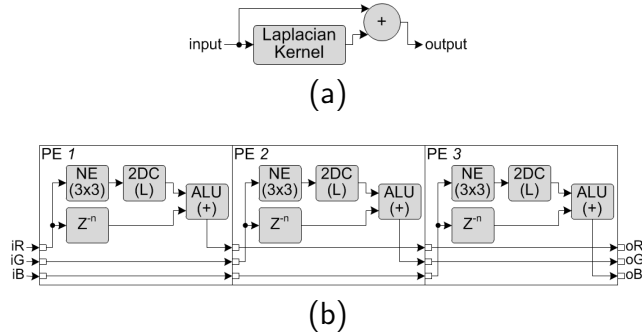 input
Laplacian
Kernel
+
output
(a)
PE 1
NE
(3x3)
2DC
(L)
ALU
(+)
Z-n
PE 2
NE
(3x3)
2DC
(L)
ALU
(+)
Z-n
PE 3
NE
(3x3)
2DC
(L)
ALU
(+)
Z-n
iR
iG
iB
oR
oG
oB
(b)